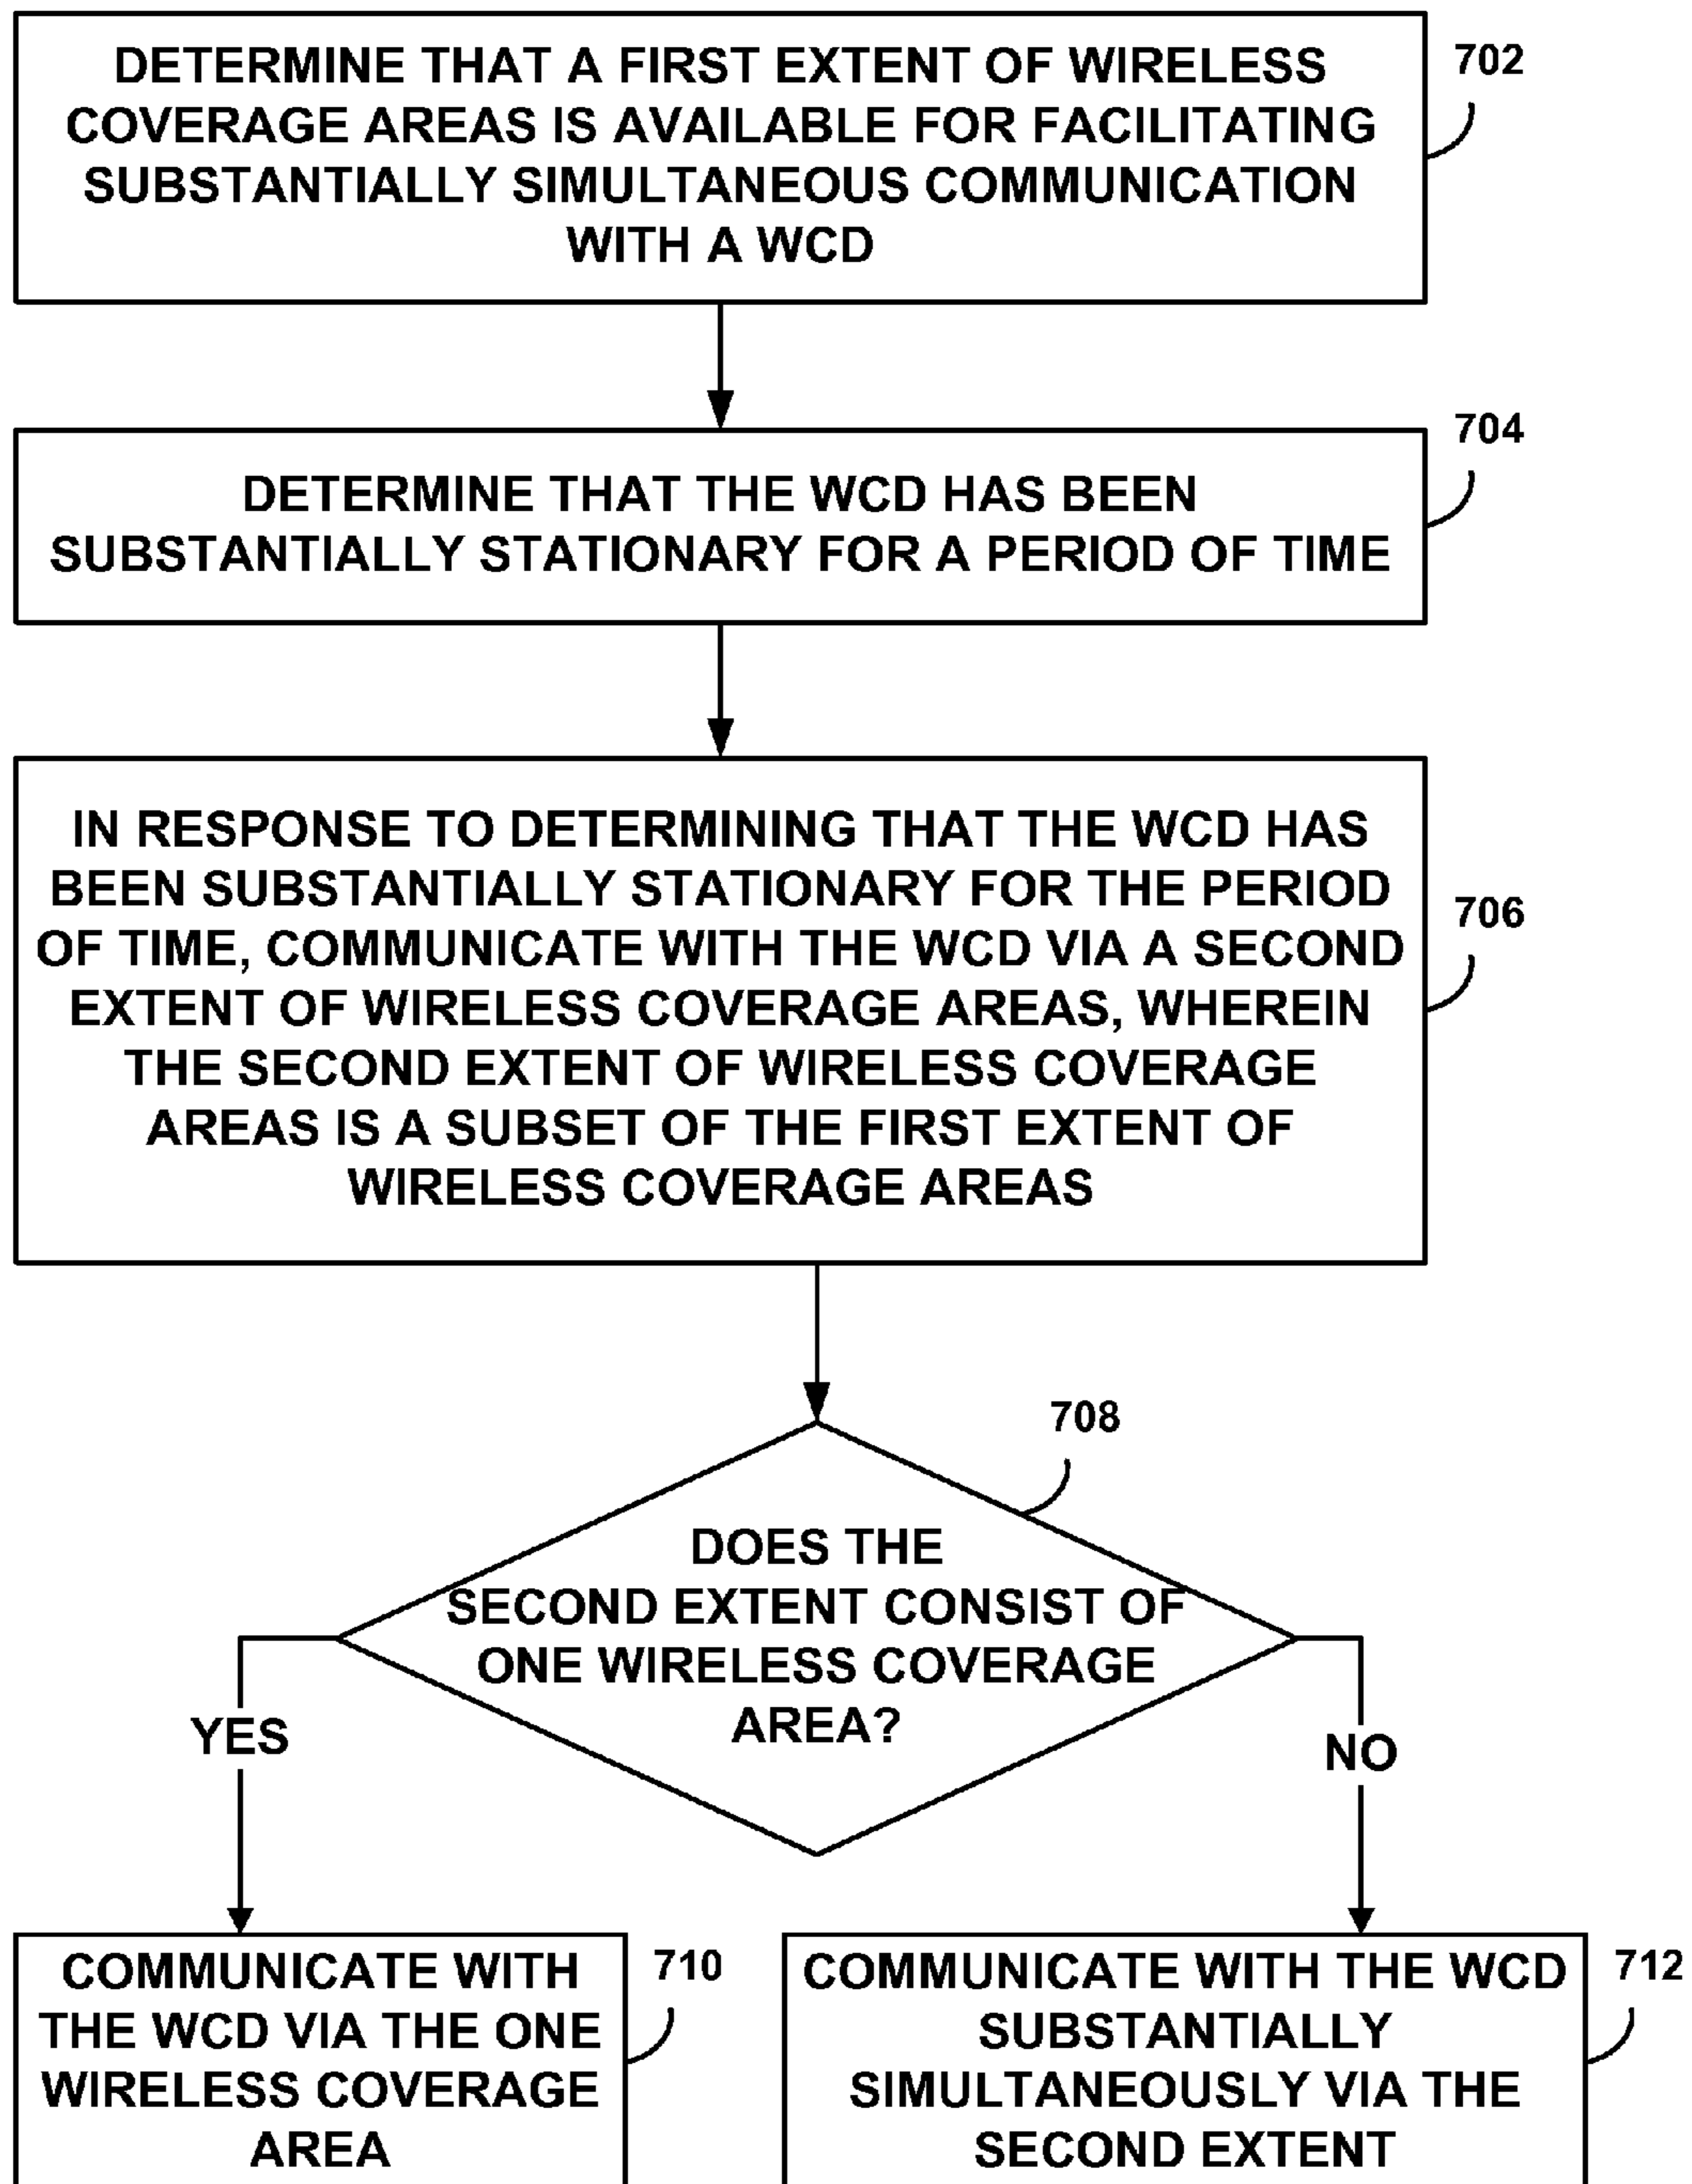 DETERMINE THAT A FIRST EXTENT OF WIRELESS
COVERAGE AREAS IS AVAILABLE FOR FACILITATING
SUBSTANTIALLY SIMULTANEOUS COMMUNICATION
WITH A WCD
702
DETERMINE THAT THE WCD HAS BEEN
SUBSTANTIALLY STATIONARY FOR A PERIOD OF TIME
704
IN RESPONSE TO DETERMINING THAT THE WCD HAS
BEEN SUBSTANTIALLY STATIONARY FOR THE PERIOD
OF TIME, COMMUNICATE WITH THE WCD VIA A SECOND
EXTENT OF WIRELESS COVERAGE AREAS, WHEREIN
THE SECOND EXTENT OF WIRELESS COVERAGE
AREAS IS A SUBSET OF THE FIRST EXTENT OF
WIRELESS COVERAGE AREAS
706
708
DOES THE
SECOND EXTENT CONSIST OF
ONE WIRELESS COVERAGE
AREA?
YES
NO
COMMUNICATE WITH
THE WCD VIA THE ONE
WIRELESS COVERAGE
AREA
710
COMMUNICATE WITH THE WCD
SUBSTANTIALLY
SIMULTANEOUSLY VIA THE
SECOND EXTENT
712